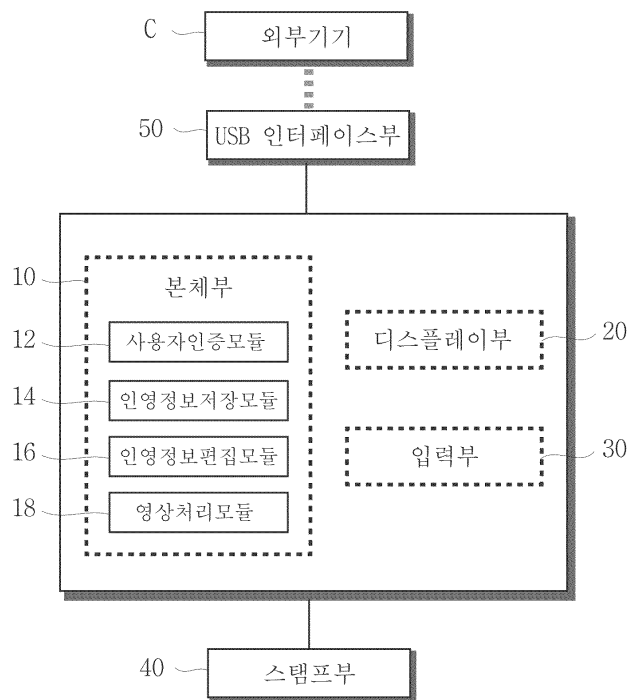 C 외부기기
50 USB 인터페이스부
10 본체부
12 사용자인증모듈
14 인영정보저장모듈
16 인영정보편집모듈
18 영상처리모듈
디스플레이부 20
입력부 30
40 스탬프부